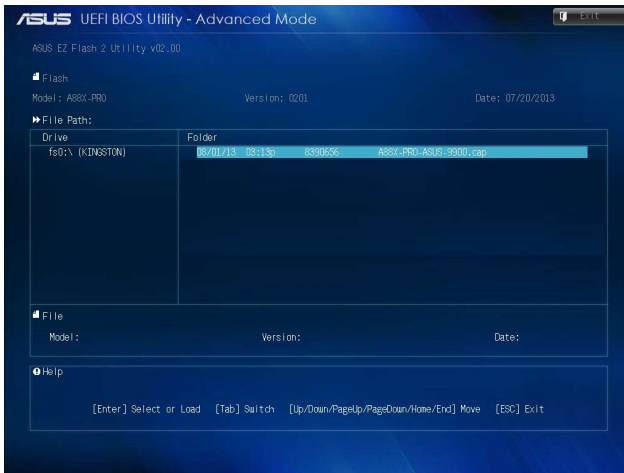 ASUS UEFI BIOS Utility - Advanced Mode
Exit
ASUS EZ Flash 2 Utility v02.00
Flash
Model: A88X-PRO Version: 0201 Date: 07/20/2013
File Path:
Drive Folder
fs0:\ (KINGSTON) 08/01/13 03:13p 8390656 A88X-PRO-ASUS-9900.cap
File
Model: Version: Date:
Help
[Enter] Select or Load [Tab] Switch [Up/Down/PageUp/PageDown/Home/End] Move [ESC] Exit